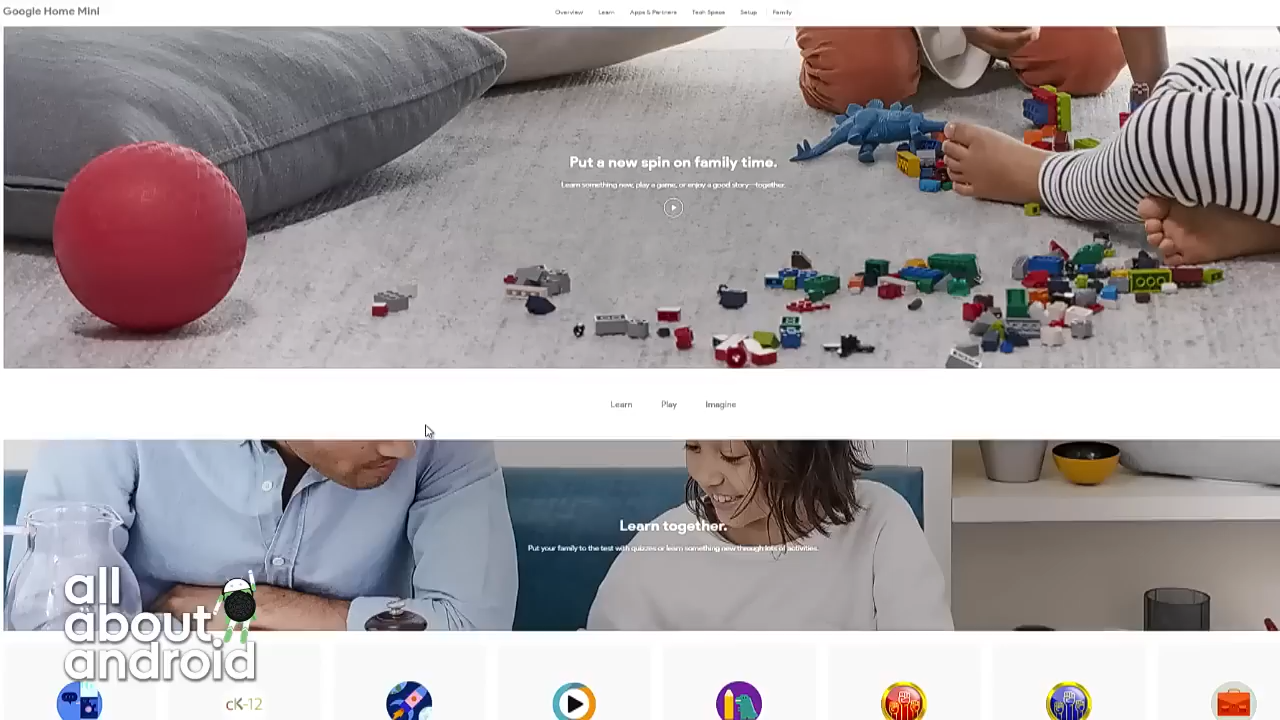 Google Home Mini
Overview Learn Apps & Partners Tech Specs Setup Family
Put a new spin on family time.
Learn something new, play a game, or enjoy a good story—together.
Learn Play Imagine
Learn together.
Put your family to the test with quizzes or learn something new through lots of activities.
all
about
android
cK-12